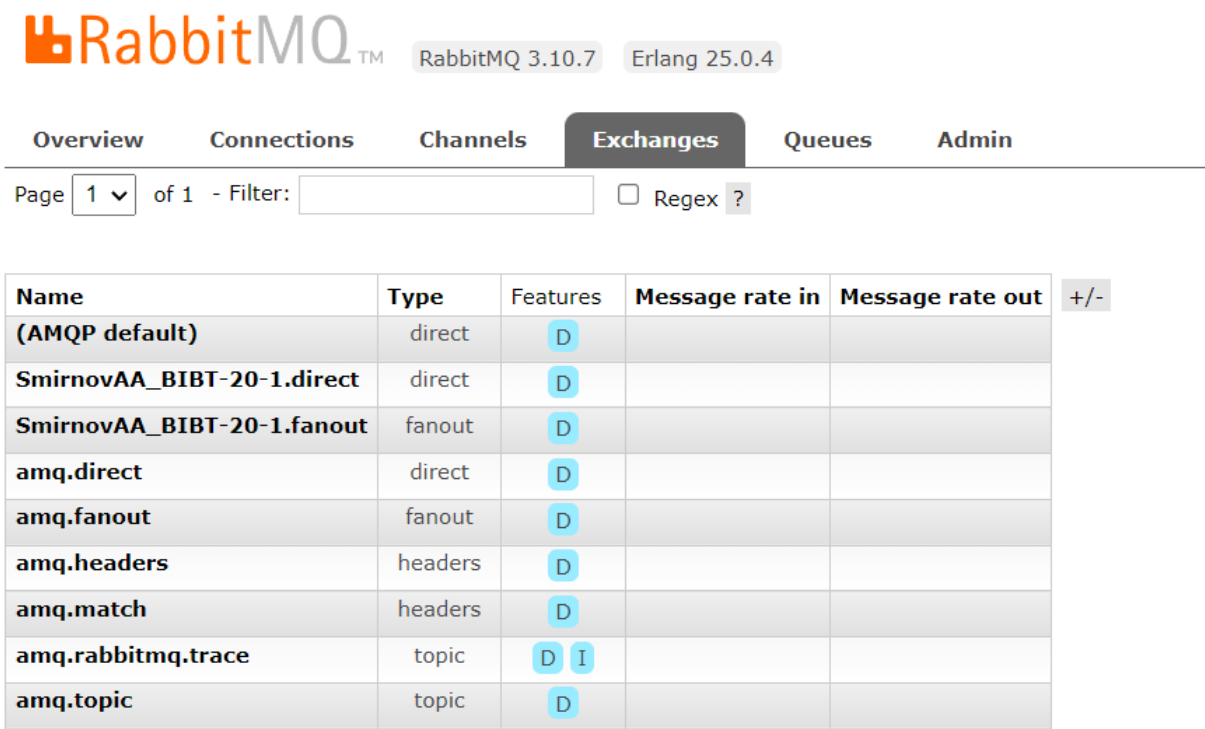 RabbitMQ TM RabbitMQ 3.10.7 Erlang 25.0.4
Overview Connections Channels Exchanges Queues Admin
Page 1 of 1 - Filter: Regex ?
Name Type Features Message rate in Message rate out +/-
(AMQP default) direct D
SmirnovAA_BIBT-20-1.direct direct D
SmirnovAA_BIBT-20-1.fanout fanout D
amq.direct direct D
amq.fanout fanout D
amq.headers headers D
amq.match headers D
amq.rabbitmq.trace topic D I
amq.topic topic D